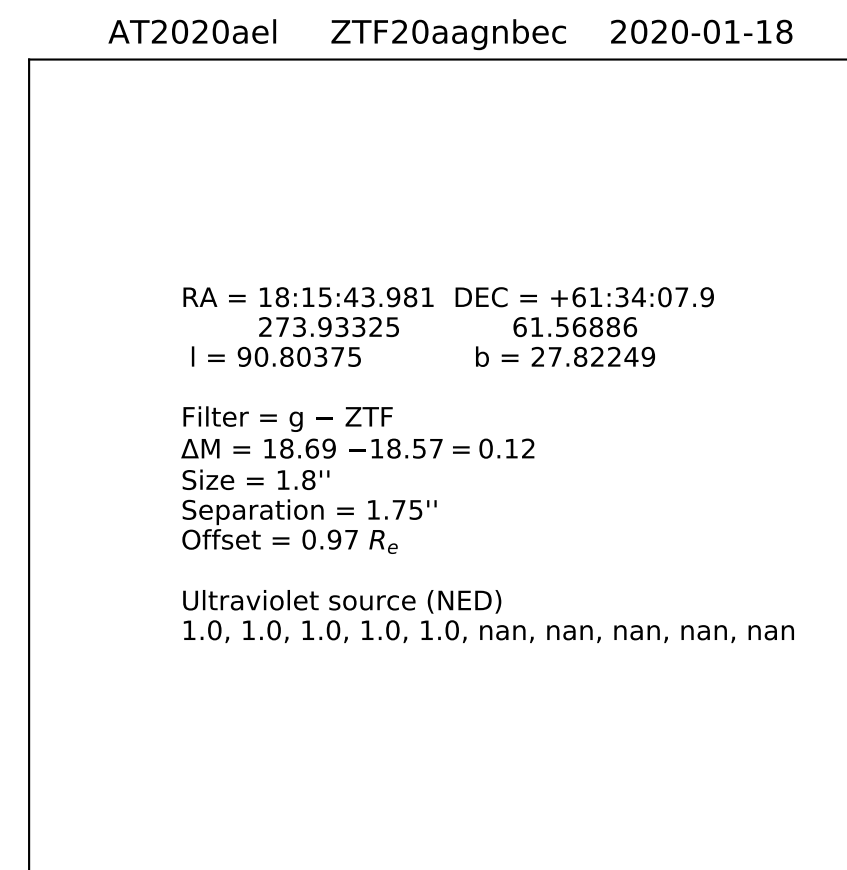 AT2020ael ZTF20aagnbec 2020-01-18
RA = 18:15:43.981 DEC = +61:34:07.9
273.93325 61.56886
l = 90.80375 b = 27.82249
Filter = g − ZTF
ΔM = 18.69 −18.57 = 0.12
Size = 1.8''
Separation = 1.75''
Offset = 0.97 Re
Ultraviolet source (NED)
1.0, 1.0, 1.0, 1.0, 1.0, nan, nan, nan, nan, nan